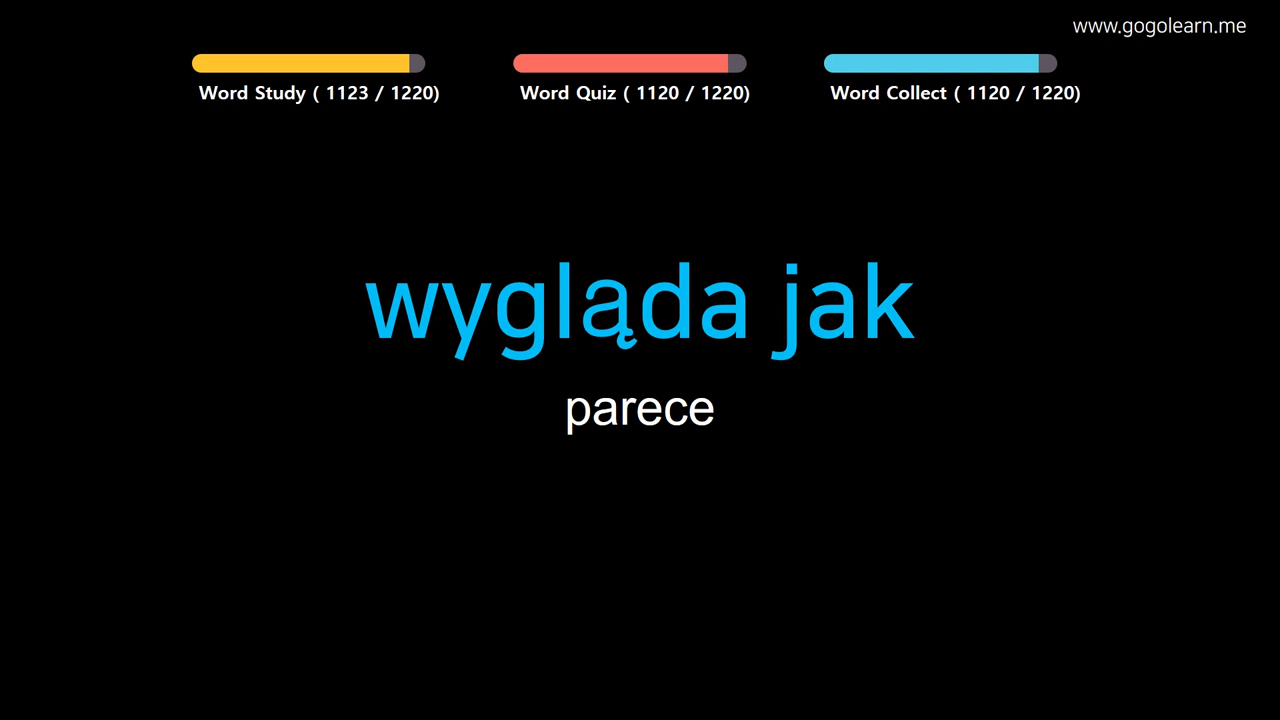 www.gogolearn.me
Word Study ( 1123 / 1220)
Word Quiz ( 1120 / 1220)
Word Collect ( 1120 / 1220)
wygląda jak
parece